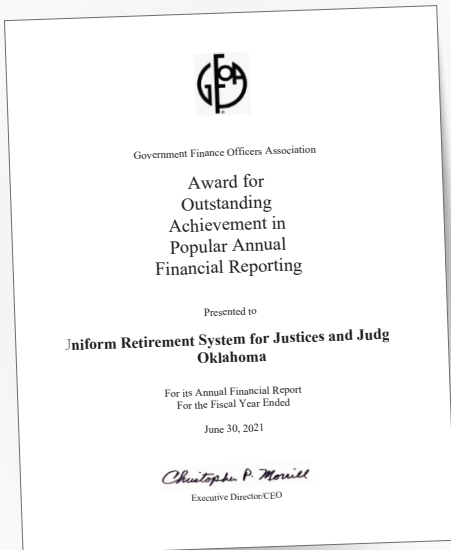 GFOA
Government Finance Officers Association
Award for
Outstanding
Achievement in
Popular Annual
Financial Reporting
Presented to
Jniform Retirement System for Justices and Judg
Oklahoma
For its Annual Financial Report
For the Fiscal Year Ended
June 30, 2021
Christopher P. Morrill
Executive Director/CEO